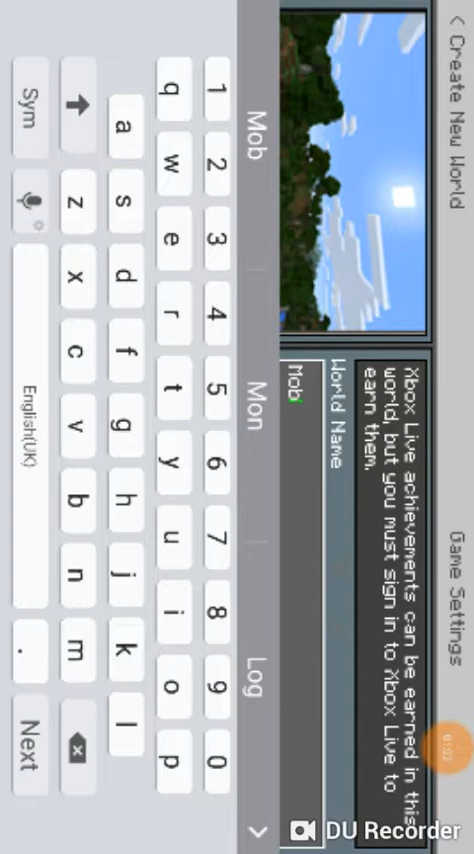 < Create New World
Game Settings
Xbox Live achievements can be earned in this
world, but you must sign in to Xbox Live to
earn them.
World Name
Mob
Mob Mon Log
1 2 3 4 5 6 7 8 9 0
q w e r t y u i o p
a s d f g h j k l
z x c v b n m
Sym English(UK) . Next
01:02
DU Recorder